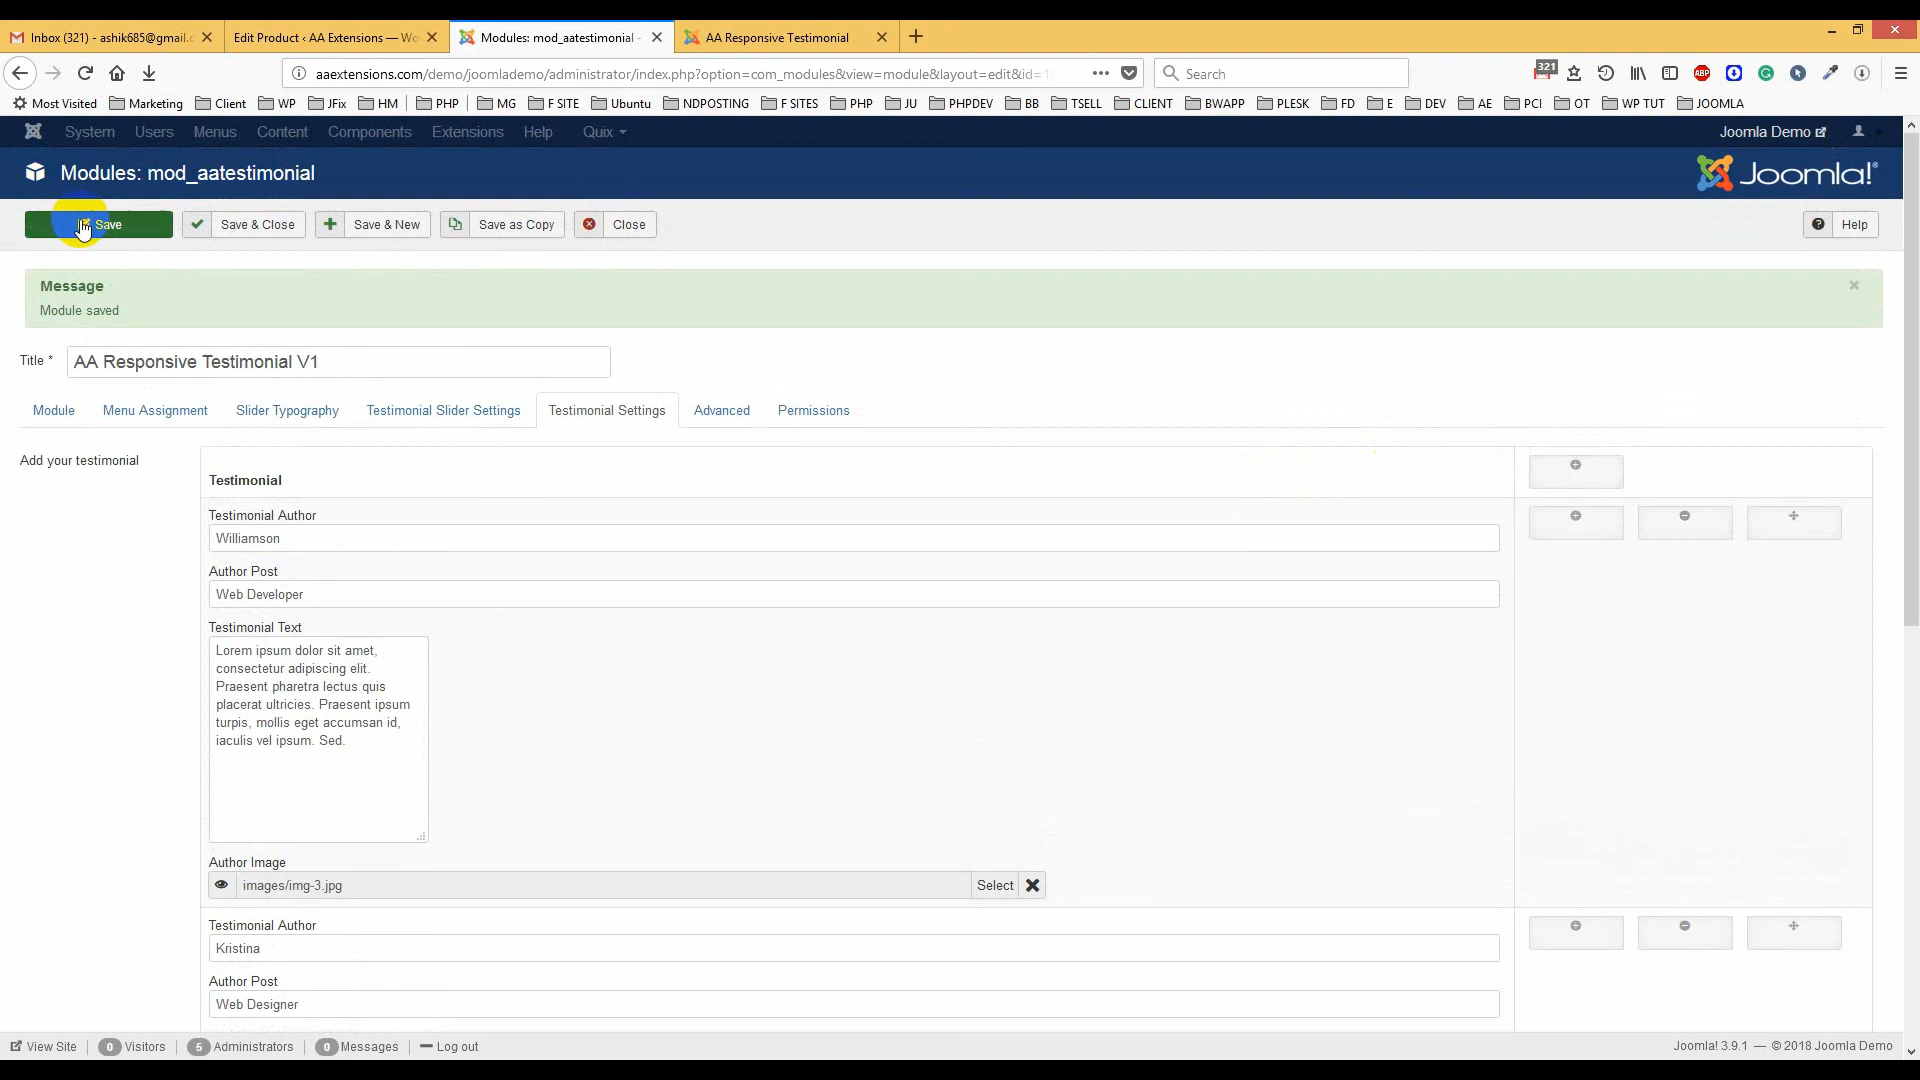 Inbox (321) - ashik685@gmail.c
Edit Product ‹ AA Extensions — Wo
Modules: mod_aatestimonial -
AA Responsive Testimonial
aaextensions.com/demo/joomlademo/administrator/index.php?option=com_modules&view=module&layout=edit&id=1
Search
321
ABP
Most Visited
Marketing
Client
WP
JFix
HM
PHP
MG
F SITE
Ubuntu
NDPOSTING
F SITES
PHP
JU
PHPDEV
BB
TSELL
CLIENT
BWAPP
PLESK
FD
E
DEV
AE
PCI
OT
WP TUT
JOOMLA
System
Users
Menus
Content
Components
Extensions
Help
Quix
Joomla Demo
Modules: mod_aatestimonial
Joomla!
Save
Save & Close
Save & New
Save as Copy
Close
Help
Message
Module saved
Title *
AA Responsive Testimonial V1
Module
Menu Assignment
Slider Typography
Testimonial Slider Settings
Testimonial Settings
Advanced
Permissions
Add your testimonial
Testimonial
Testimonial Author
Williamson
Author Post
Web Developer
Testimonial Text
Lorem ipsum dolor sit amet,
consectetur adipiscing elit.
Praesent pharetra lectus quis
placerat ultricies. Praesent ipsum
turpis, mollis eget accumsan id,
iaculis vel ipsum. Sed.
Author Image
images/img-3.jpg
Select
Testimonial Author
Kristina
Author Post
Web Designer
View Site
0 Visitors
5 Administrators
0 Messages
Log out
Joomla! 3.9.1 — © 2018 Joomla Demo